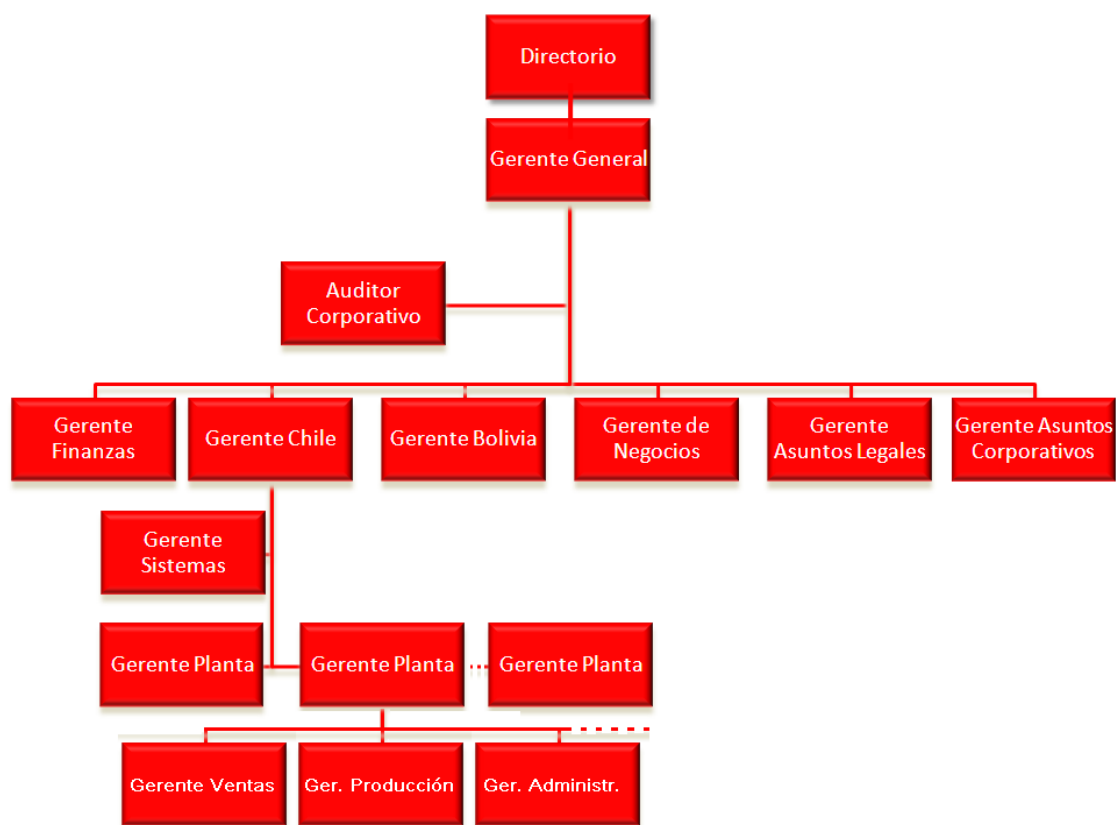 Directorio
Gerente General
Auditor
Corporativo
Gerente
Finanzas
Gerente Chile
Gerente Bolivia
Gerente de
Negocios
Gerente
Asuntos Legales
Gerente Asuntos
Corporativos
Gerente
Sistemas
Gerente Planta
Gerente Planta
Gerente Planta
Gerente Ventas
Ger. Producción
Ger. Administr.